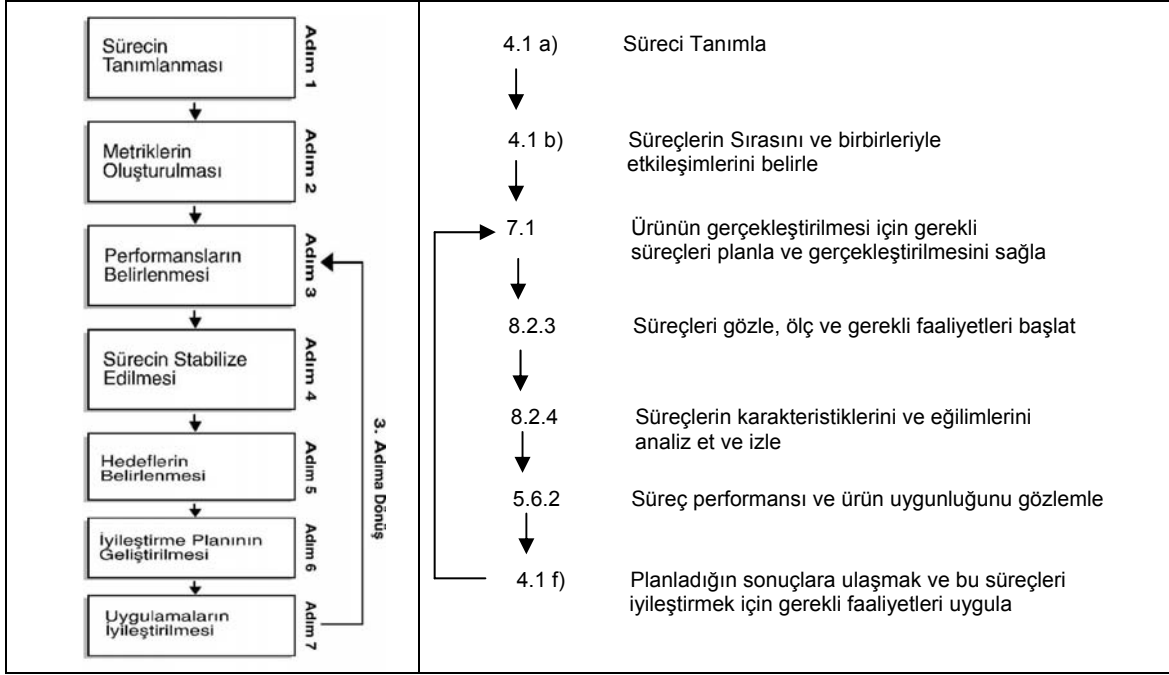 Sürecin
Tanımlanması
Adım 1
Metriklerin
Oluşturulması
Adım 2
Performansların
Belirlenmesi
Adım 3
Sürecin Stabilize
Edilmesi
Adım 4
Hedeflerin
Belirlenmesi
Adım 5
İyileştirme Planının
Geliştirilmesi
Adım 6
Uygulamaların
İyileştirilmesi
Adım 7
3. Adıma Dönüş
4.1 a) Süreci Tanımla
4.1 b) Süreçlerin Sırasını ve birbirleriyle
etkileşimlerini belirle
7.1 Ürünün gerçekleştirilmesi için gerekli
süreçleri planla ve gerçekleştirilmesini sağla
8.2.3 Süreçleri gözle, ölç ve gerekli faaliyetleri başlat
8.2.4 Süreçlerin karakteristiklerini ve eğilimlerini
analiz et ve izle
5.6.2 Süreç performansı ve ürün uygunluğunu gözlemle
4.1 f) Planladığın sonuçlara ulaşmak ve bu süreçleri
iyileştirmek için gerekli faaliyetleri uygula